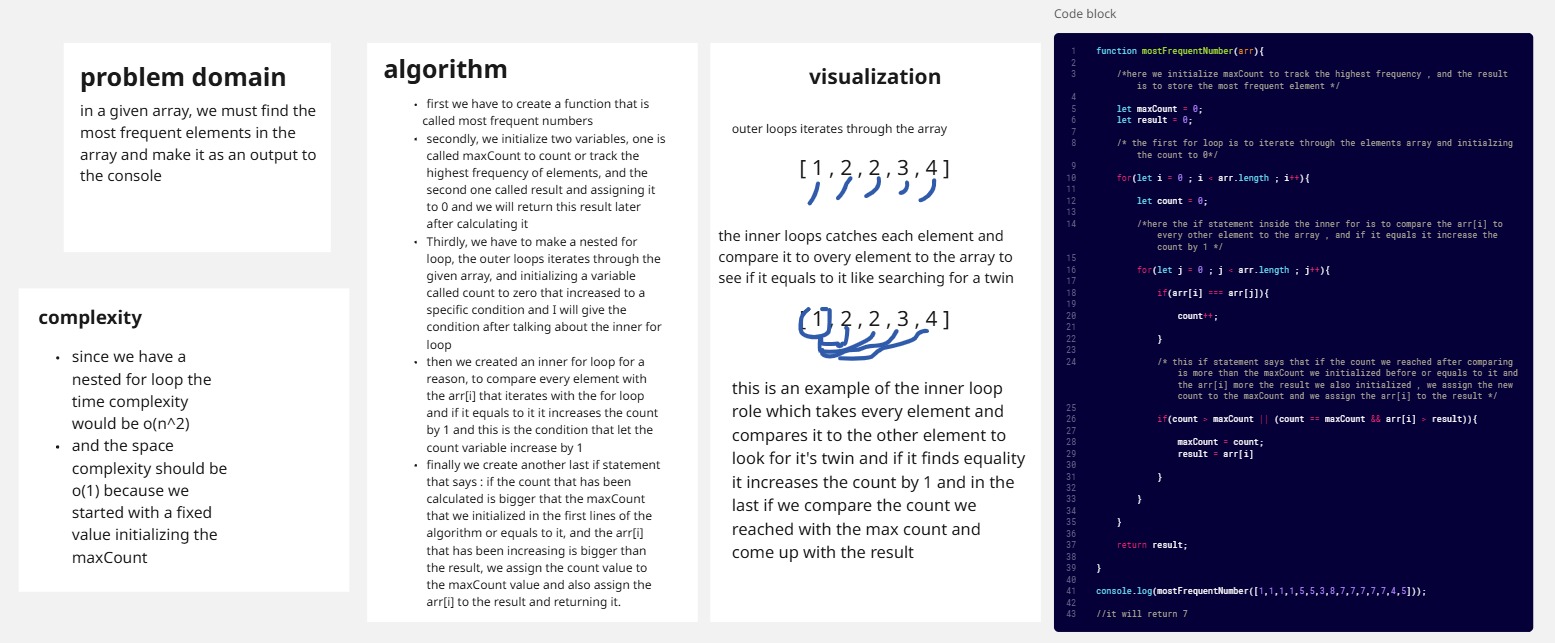 Code block
problem domain
in a given array, we must find the
most frequent elements in the
array and make it as an output to
the console
complexity
• since we have a
nested for loop the
time complexity
would be o(n^2)
• and the space
complexity should be
o(1) because we
started with a fixed
value initializing the
maxCount
algorithm
• first we have to create a function that is
called most frequent numbers
• secondly, we initialize two variables, one is
called maxCount to count or track the
highest frequency of elements, and the
second one called result and assigning it
to 0 and we will return this result later
after calculating it
• Thirdly, we have to make a nested for
loop, the outer loops iterates through the
given array, and initializing a variable
called count to zero that increased to a
specific condition and I will give the
condition after talking about the inner for
loop
• then we created an inner for loop for a
reason, to compare every element with
the arr[i] that iterates with the for loop
and if it equals to it it increases the count
by 1 and this is the condition that let the
count variable increase by 1
• finally we create another last if statement
that says : if the count that has been
calculated is bigger that the maxCount
that we initialized in the first lines of the
algorithm or equals to it, and the arr[i]
that has been increasing is bigger than
the result, we assign the count value to
the maxCount value and also assign the
arr[i] to the result and returning it.
visualization
outer loops iterates through the array
[ 1 , 2 , 2 , 3 , 4 ]
the inner loops catches each element and
compare it to overy element to the array to
see if it equals to it like searching for a twin
[ 1 , 2 , 2 , 3 , 4 ]
this is an example of the inner loop
role which takes every element and
compares it to the other element to
look for it's twin and if it finds equality
it increases the count by 1 and in the
last if we compare the count we
reached with the max count and
come up with the result
1 function mostFrequentNumber(arr){
2
3 /*here we initialize maxCount to track the highest frequency , and the result
is to store the most frequent element */
4
5 let maxCount = 0;
6 let result = 0;
7
8 /* the first for loop is to iterate through the elements array and initialzing
the count to 0*/
9
10 for(let i = 0 ; i < arr.length ; i++){
11
12 let count = 0;
13
14 /*here the if statement inside the inner for is to compare the arr[i] to
every other element to the array , and if it equals it increase the
count by 1 */
15
16 for(let j = 0 ; j < arr.length ; j++){
17
18 if(arr[i] === arr[j]){
19
20 count++;
21
22 }
23
24 /* this if statement says that if the count we reached after comparing
is more than the maxCount we initialized before or equals to it and
the arr[i] more the result we also initialized , we assign the new
count to the maxCount and we assign the arr[i] to the result */
25
26 if(count > maxCount || (count == maxCount && arr[i] > result)){
27
28 maxCount = count;
29 result = arr[i]
30
31 }
32
33 }
34
35 }
36
37 return result;
38
39 }
40
41 console.log(mostFrequentNumber([1,1,1,1,5,5,3,8,7,7,7,7,7,4,5]));
42
43 //it will return 7